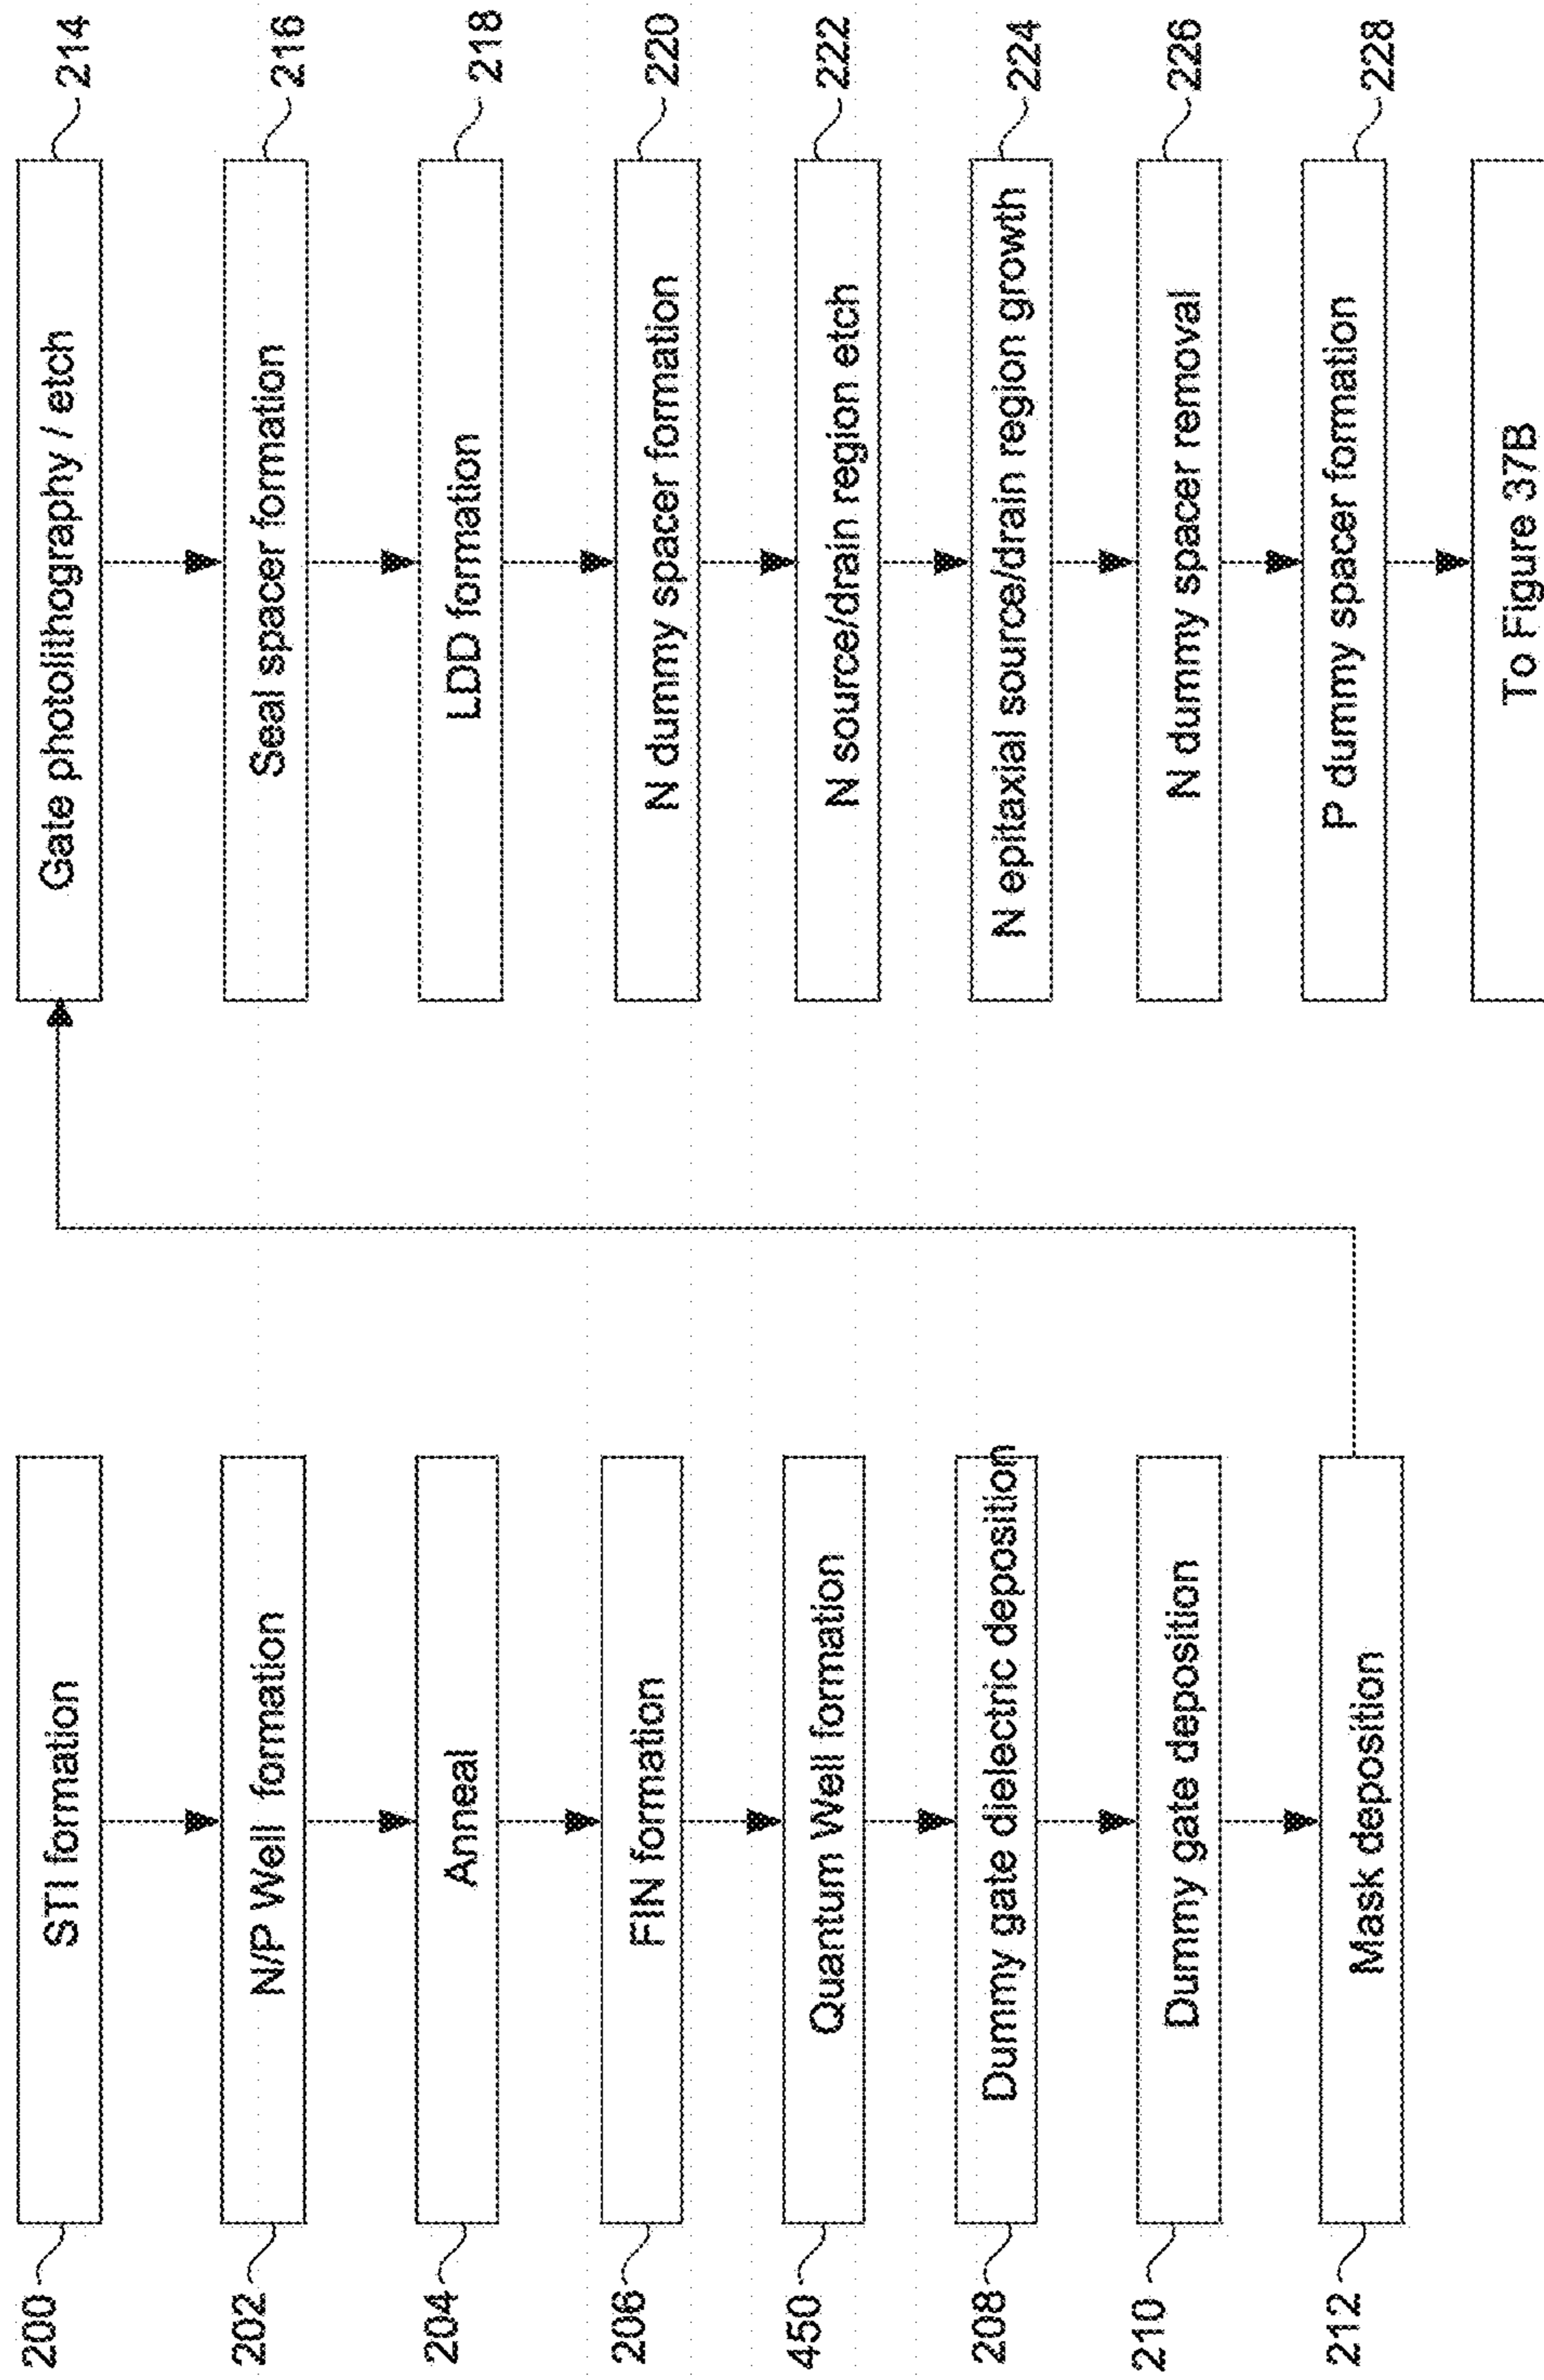 200
STI formation
202
N/P Well formation
204
Anneal
206
FIN formation
450
Quantum Well formation
208
Dummy gate dielectric deposition
210
Dummy gate deposition
212
Mask deposition
Gate photolithography / etch
214
Seal spacer formation
216
LDD formation
218
N dummy spacer formation
220
N source/drain region etch
222
N epitaxial source/drain region growth
224
N dummy spacer removal
226
P dummy spacer formation
228
To Figure 37B